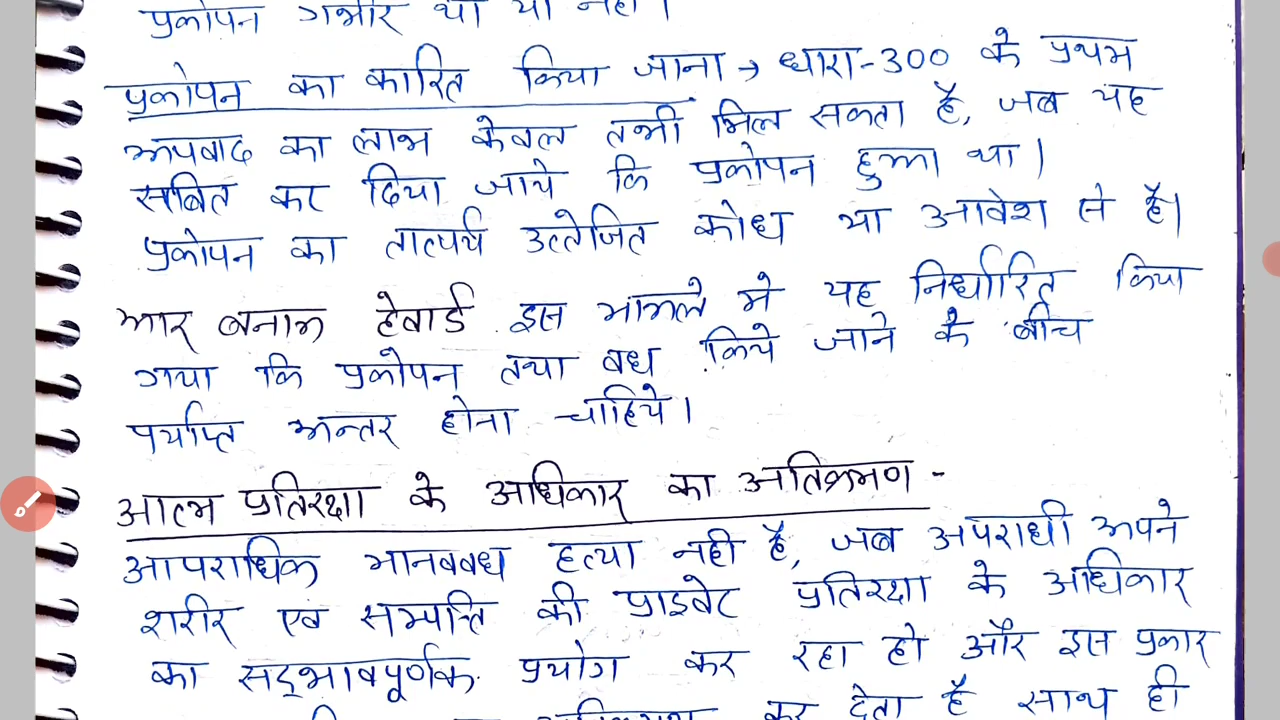 प्रकोपन गंभीर था या नहीं।
प्रकोपन का कारित किया जाना → धारा-300 के प्रथम
अपवाद का लाभ केवल तभी मिल सकता है, जब यह
साबित कर दिया जाये कि प्रकोपन हुआ था।
प्रकोपन का तात्पर्य उत्तेजित क्रोध या आवेश से है।
आर बनाम हेवार्ड इस मामले मे यह निर्धारित किया
गया कि प्रकोपन तथा बध किये जाने के बीच
पर्याप्त अन्तर होना चाहिये।
आत्म प्रतिरक्षा के अधिकार का अतिक्रमण -
आपराधिक मानवबध हत्या नही है, जब अपराधी अपने
शरीर एवं सम्पत्ति की प्राइवेट प्रतिरक्षा के अधिकार
का सद्भावपूर्णक प्रयोग कर रहा हो और इस प्रकार
कर देता है साथ ही